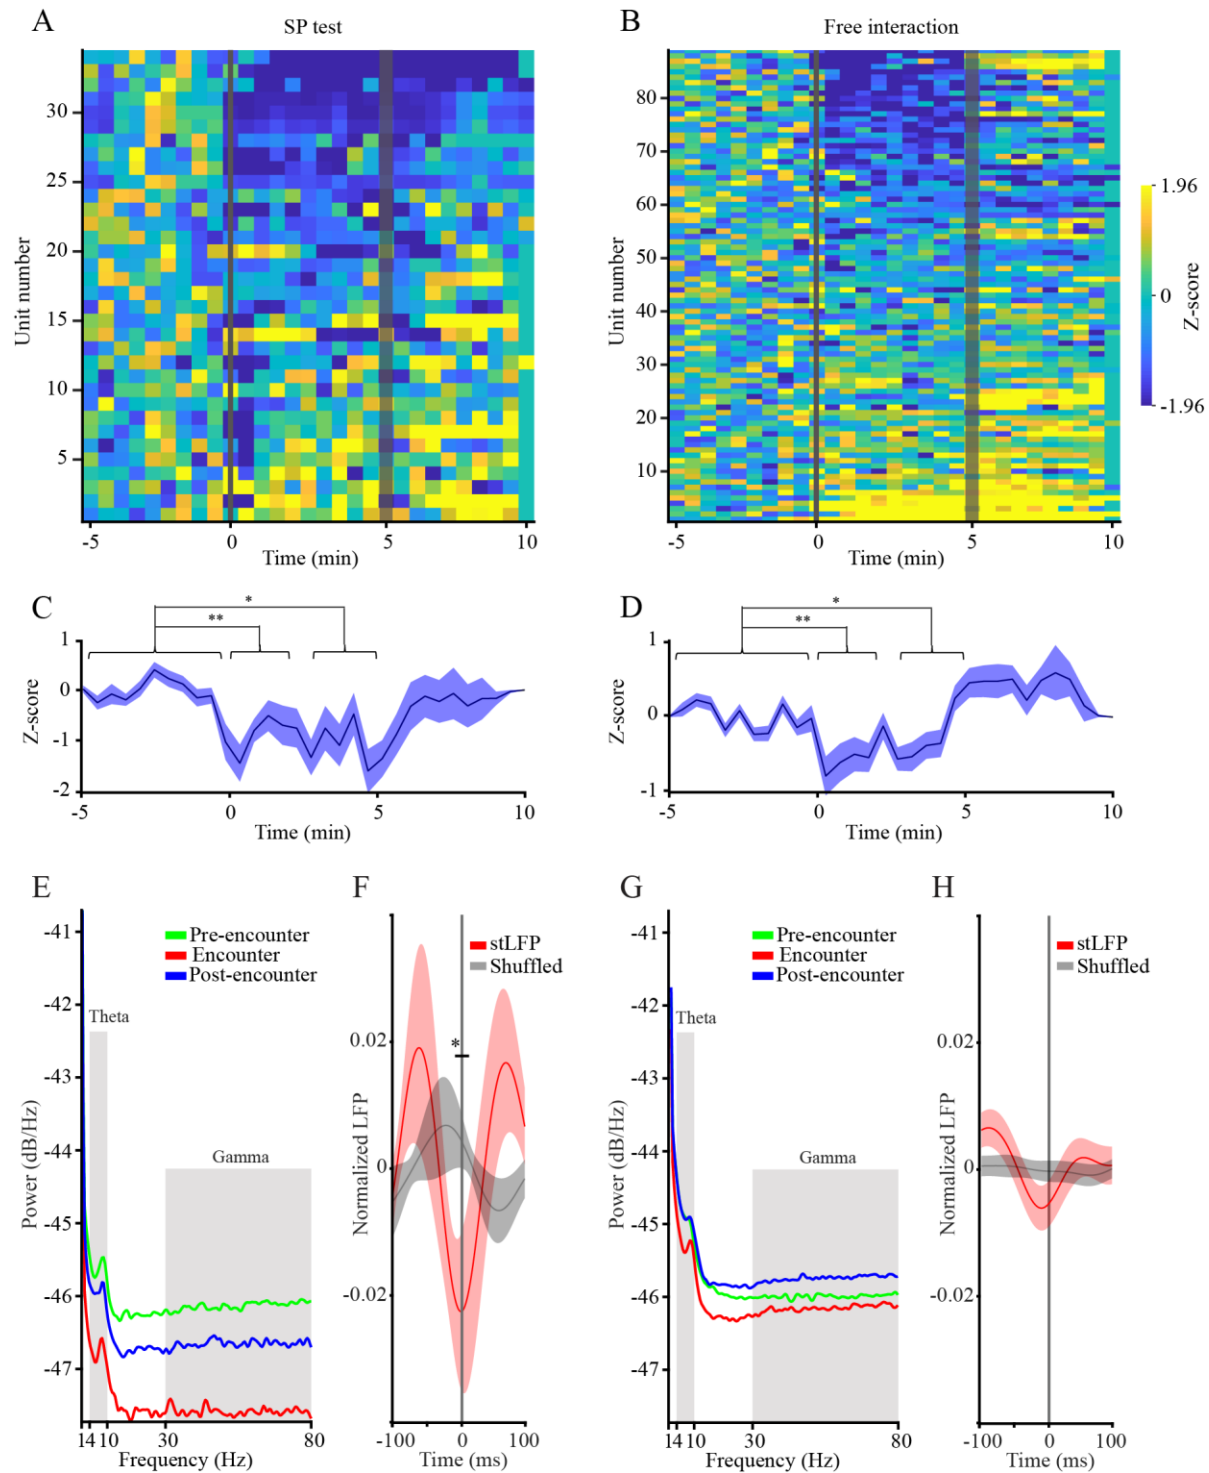 A
SP test
Unit number
30
25
20
15
10
5
-5
0
5
10
Time (min)
B
Free interaction
Unit number
80
70
60
50
40
30
20
10
-5
0
5
10
Time (min)
1.96
0
-1.96
Z-score
C
*
**
Z-score
1
0
-1
-2
-5
0
5
10
Time (min)
D
*
**
Z-score
1
0
-1
-5
0
5
10
Time (min)
E
Pre-encounter
Encounter
Post-encounter
Theta
Gamma
Power (dB/Hz)
-41
-42
-43
-44
-45
-46
-47
14
10
30
80
Frequency (Hz)
F
stLFP
Shuffled
*
Normalized LFP
0.02
0
-0.02
-100
0
100
Time (ms)
G
Pre-encounter
Encounter
Post-encounter
Theta
Gamma
Power (dB/Hz)
-41
-42
-43
-44
-45
-46
-47
14
10
30
80
Frequency (Hz)
H
stLFP
Shuffled
Normalized LFP
0.02
0
-0.02
-100
0
100
Time (ms)